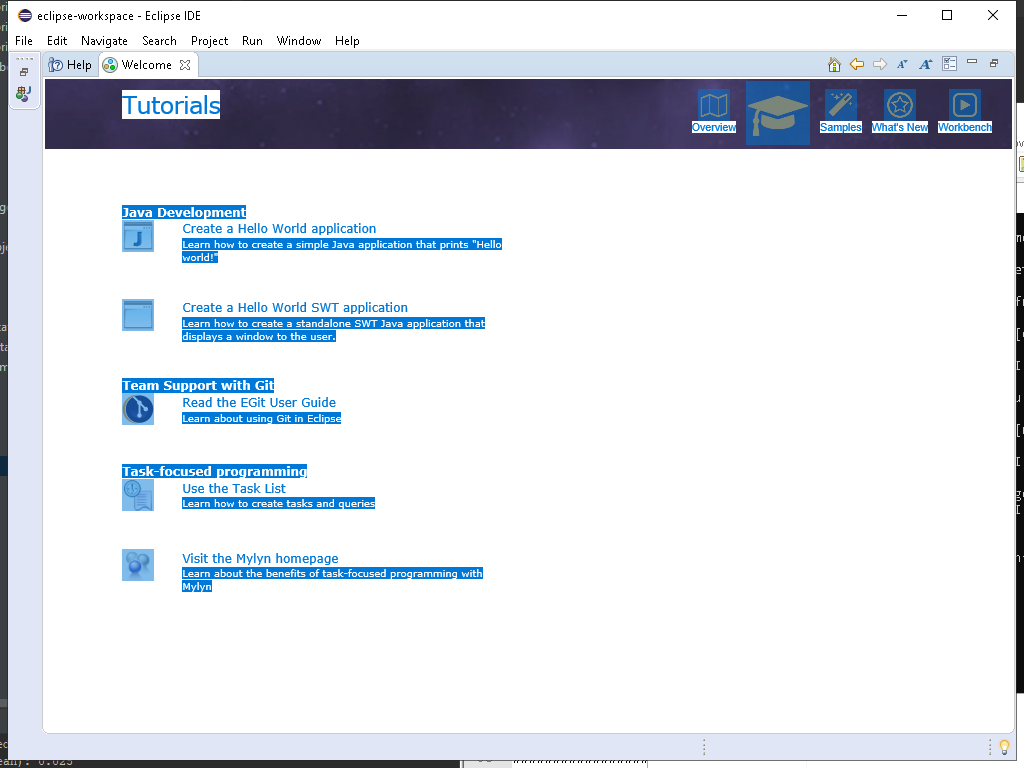 eclipse-workspace - Eclipse IDE
File Edit Navigate Search Project Run Window Help
Help Welcome
Tutorials
Overview Samples What's New Workbench
Java Development
Create a Hello World application
Learn how to create a simple Java application that prints "Hello
world!"
Create a Hello World SWT application
Learn how to create a standalone SWT Java application that
displays a window to the user.
Team Support with Git
Read the EGit User Guide
Learn about using Git in Eclipse
Task-focused programming
Use the Task List
Learn how to create tasks and queries
Visit the Mylyn homepage
Learn about the benefits of task-focused programming with
Mylyn